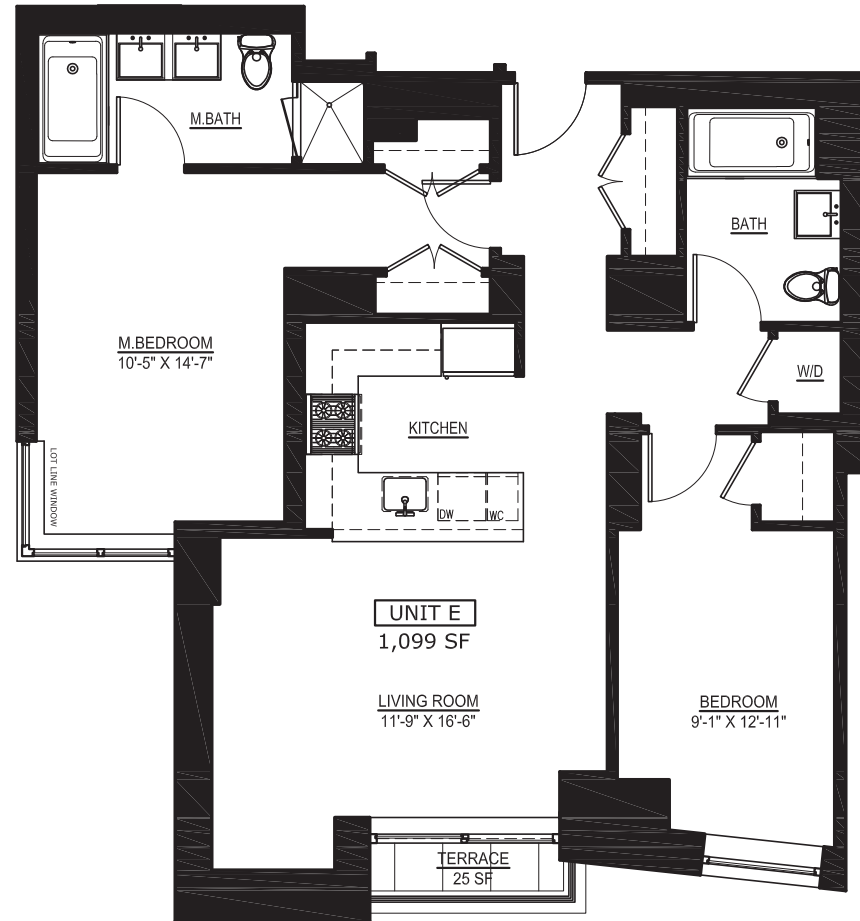 M.BATH
BATH
M.BEDROOM
10'-5" X 14'-7"
W/D
KITCHEN
LOT LINE WINDOW
DW
WC
UNIT E
1,099 SF
LIVING ROOM
11'-9" X 16'-6"
BEDROOM
9'-1" X 12'-11"
TERRACE
25 SF